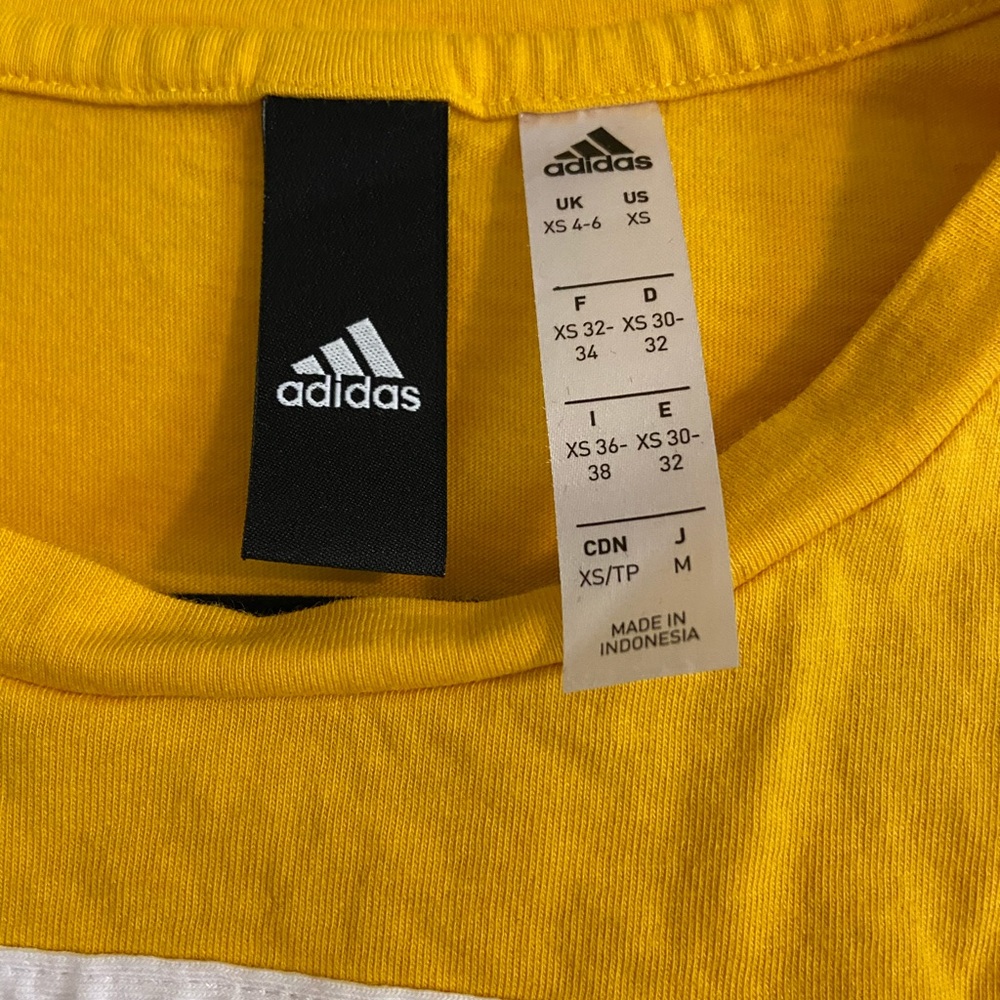 adidas
adidas
UK US
XS 4-6 XS
F D
XS 32- XS 30-
34 32
I E
XS 36- XS 30-
38 32
CDN J
XS/TP M
MADE IN
INDONESIA